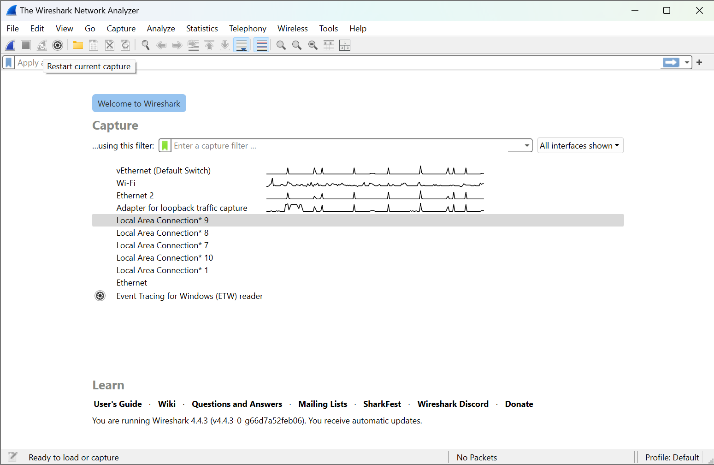 The Wireshark Network Analyzer
File Edit View Go Capture Analyze Statistics Telephony Wireless Tools Help
Apply a
Restart current capture
Welcome to Wireshark
Capture
...using this filter: Enter a capture filter ... All interfaces shown
vEthernet (Default Switch)
Wi-Fi
Ethernet 2
Adapter for loopback traffic capture
Local Area Connection* 9
Local Area Connection* 8
Local Area Connection* 7
Local Area Connection* 10
Local Area Connection* 1
Ethernet
Event Tracing for Windows (ETW) reader
Learn
User's Guide · Wiki · Questions and Answers · Mailing Lists · SharkFest · Wireshark Discord · Donate
You are running Wireshark 4.4.3 (v4.4.3-0-g66d7a52feb06). You receive automatic updates.
Ready to load or capture No Packets Profile: Default